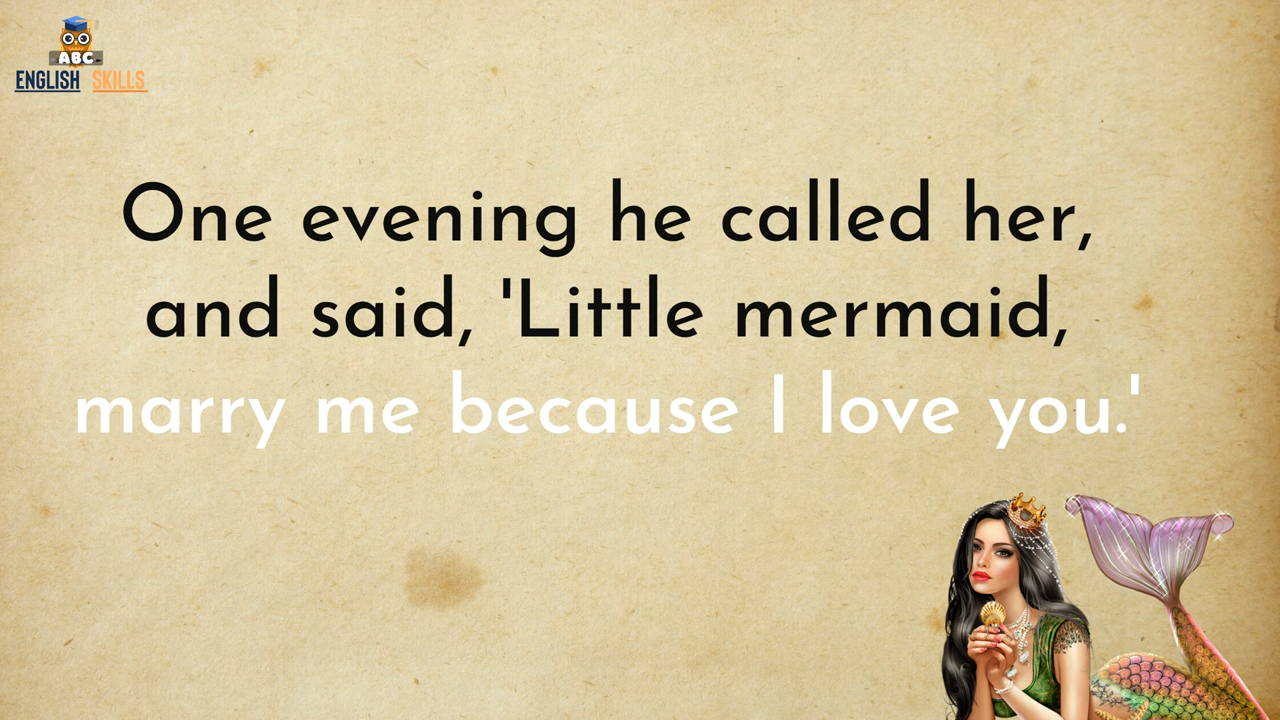 ABC
ENGLISH SKILLS
One evening he called her,
and said, 'Little mermaid,
marry me because I love you.'